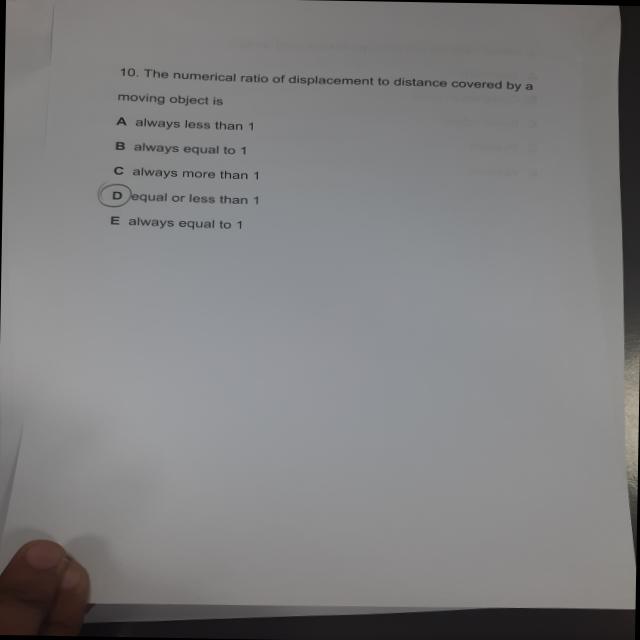 10. The numerical ratio of displacement to distance covered by a
moving object is
A always less than 1
B always equal to 1
C always more than 1
D equal or less than 1
E always equal to 1